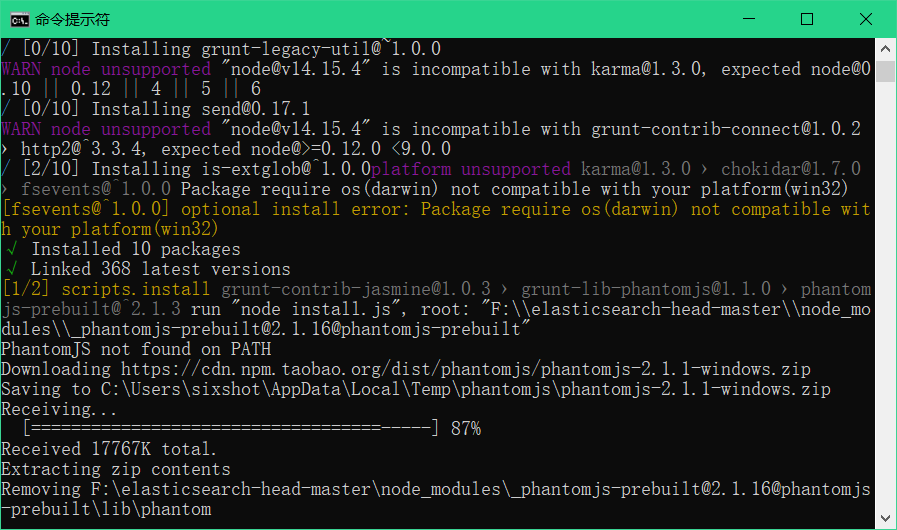 命令提示符
/ [0/10] Installing grunt-legacy-util@~1.0.0
WARN node unsupported "node@v14.15.4" is incompatible with karma@1.3.0, expected node@0
.10 || 0.12 || 4 || 5 || 6
/ [0/10] Installing send@0.17.1
WARN node unsupported "node@v14.15.4" is incompatible with grunt-contrib-connect@1.0.2
› http2@^3.3.4, expected node@>=0.12.0 <9.0.0
/ [2/10] Installing is-extglob@^1.0.0platform unsupported karma@1.3.0 › chokidar@1.7.0
› fsevents@^1.0.0 Package require os(darwin) not compatible with your platform(win32)
[fsevents@^1.0.0] optional install error: Package require os(darwin) not compatible wit
h your platform(win32)
√ Installed 10 packages
√ Linked 368 latest versions
[1/2] scripts.install grunt-contrib-jasmine@1.0.3 › grunt-lib-phantomjs@1.1.0 › phantom
js-prebuilt@^2.1.3 run "node install.js", root: "F:\\elasticsearch-head-master\\node_mo
dules\\_phantomjs-prebuilt@2.1.16@phantomjs-prebuilt"
PhantomJS not found on PATH
Downloading https://cdn.npm.taobao.org/dist/phantomjs/phantomjs-2.1.1-windows.zip
Saving to C:\Users\sixshot\AppData\Local\Temp\phantomjs\phantomjs-2.1.1-windows.zip
Receiving...
[===================================-----] 87%
Received 17767K total.
Extracting zip contents
Removing F:\elasticsearch-head-master\node_modules\_phantomjs-prebuilt@2.1.16@phantomjs
-prebuilt\lib\phantom